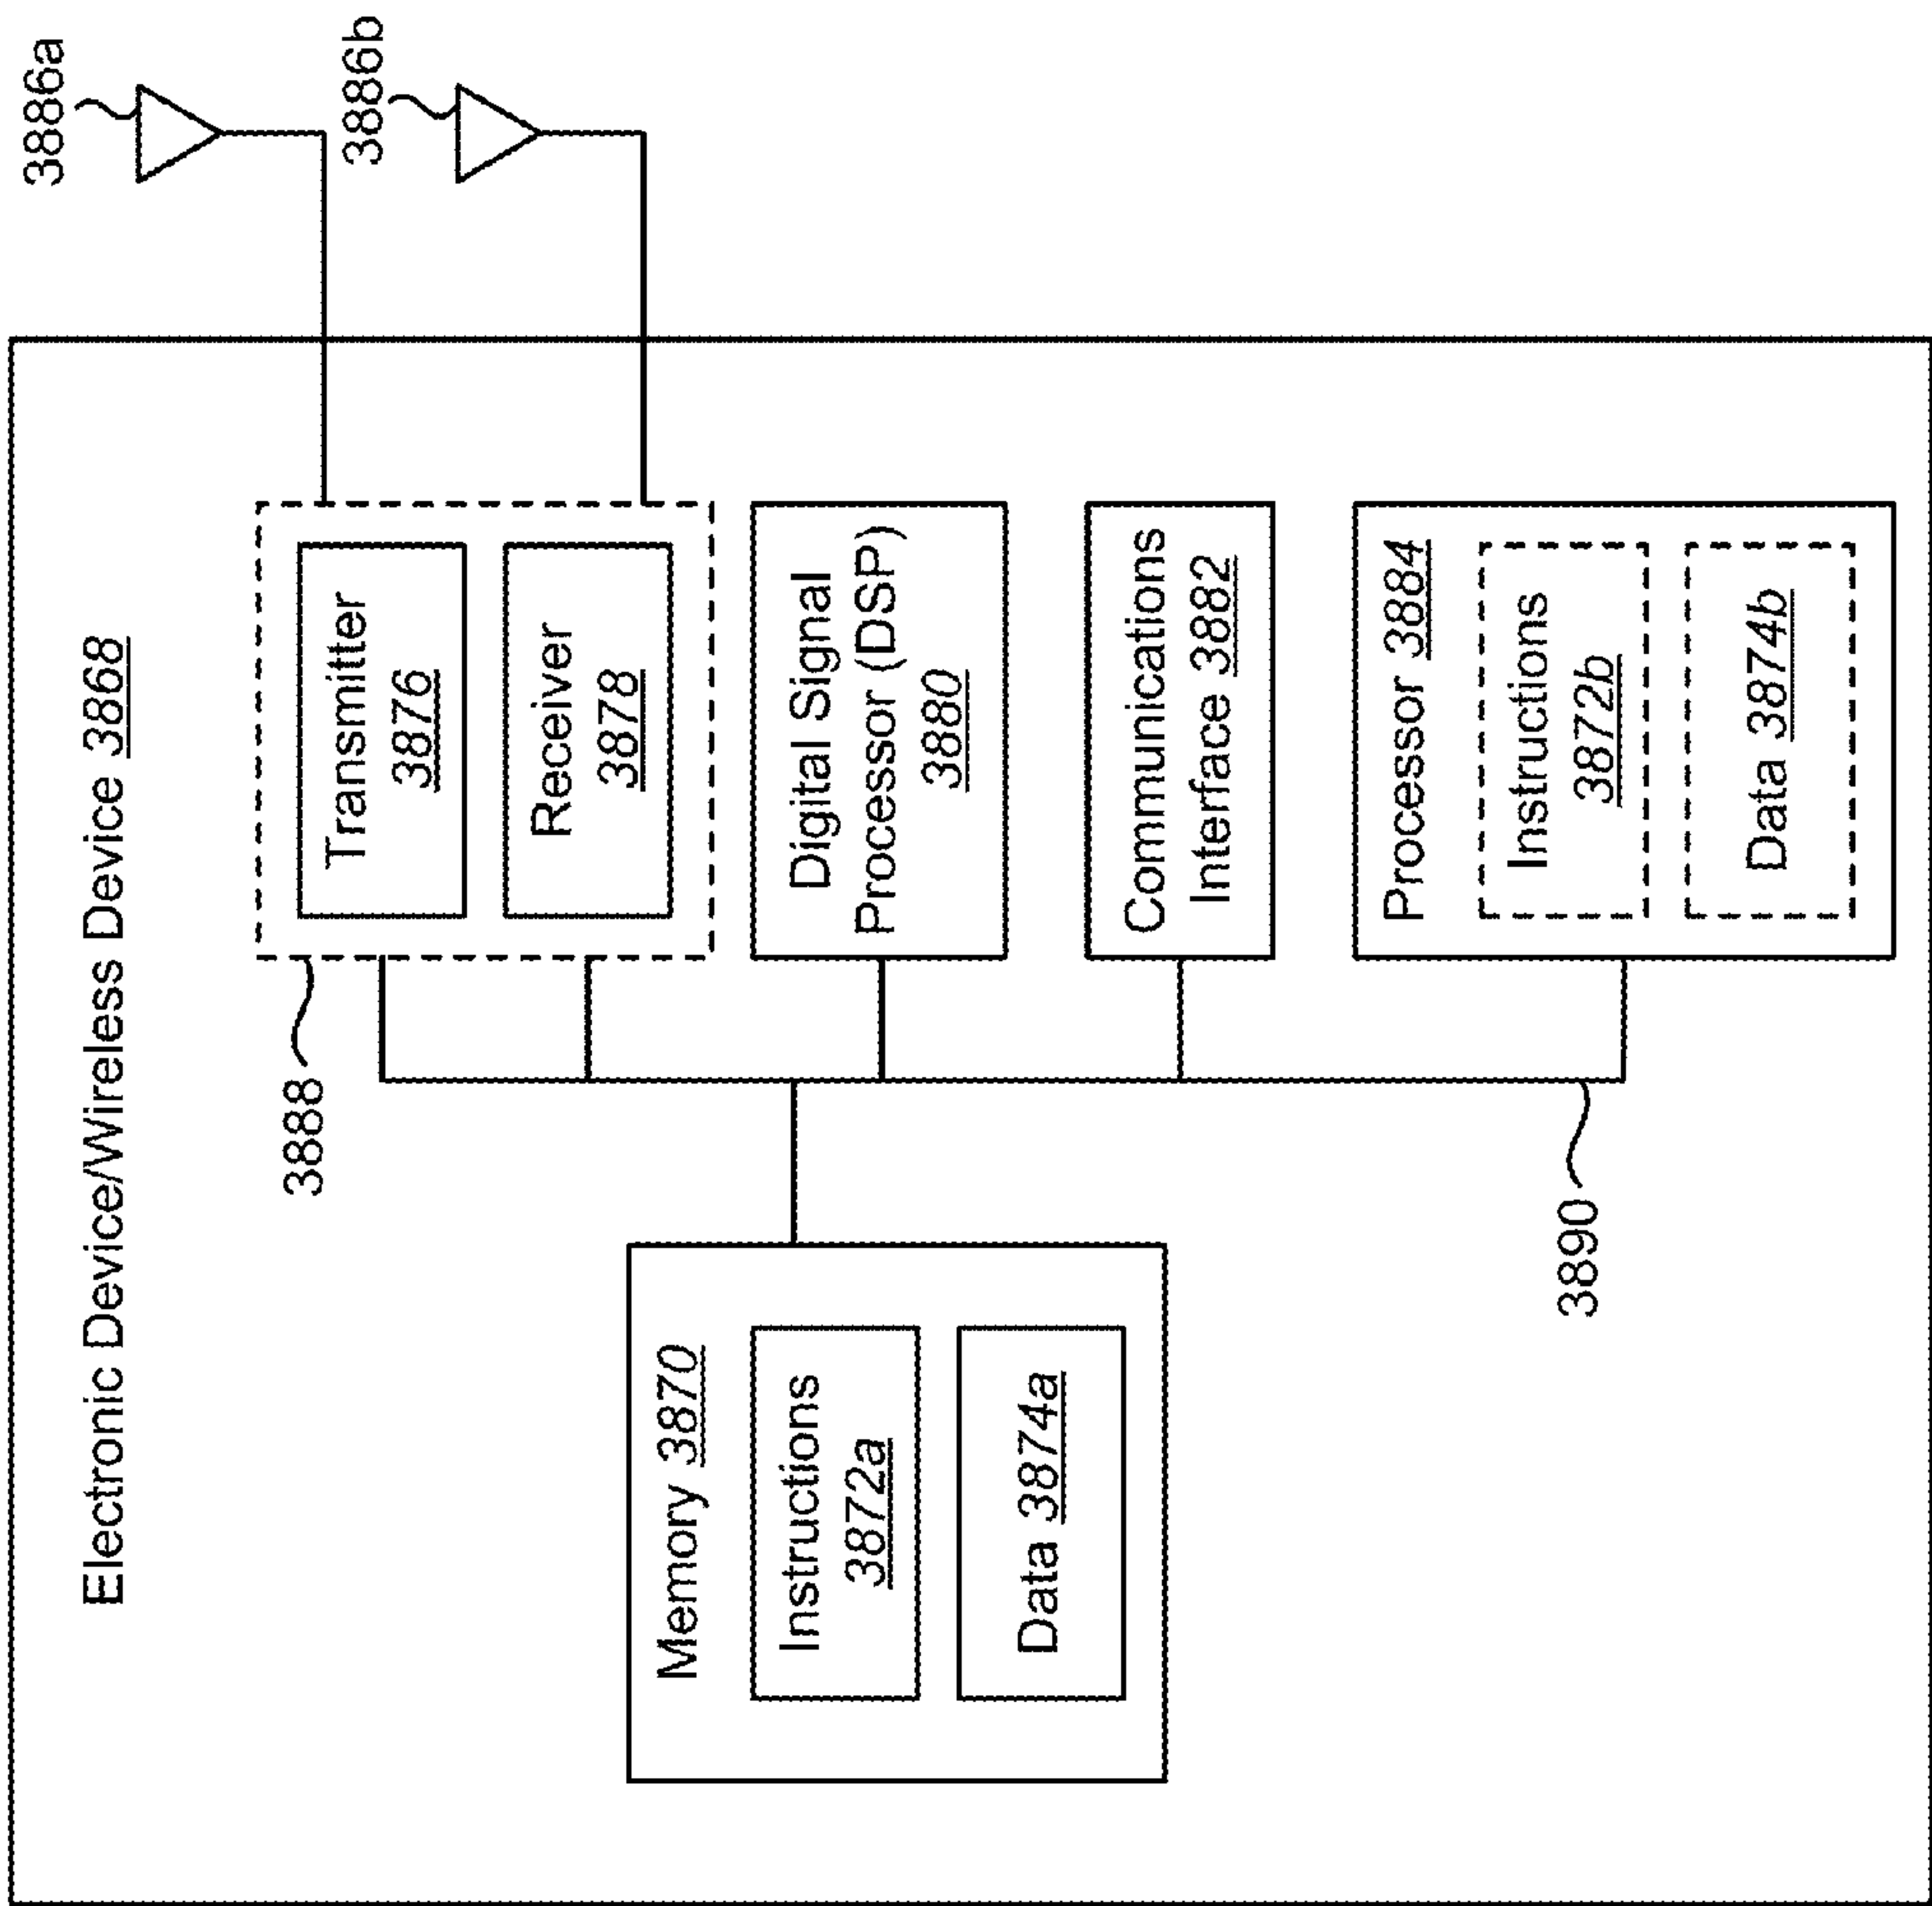 Electronic Device/Wireless Device 3868
3886a
3886b
3888
Transmitter
3876
Receiver
3878
Memory 3870
Instructions
3872a
Data 3874a
Digital Signal
Processor (DSP)
3880
Communications
Interface 3882
Processor 3884
Instructions
3872b
Data 3874b
3890